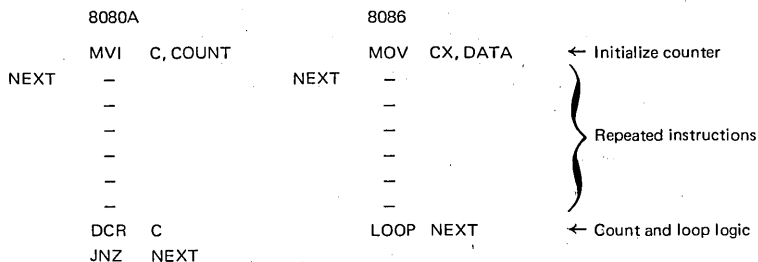 8080A 8086
MVI C, COUNT MOV CX, DATA ← Initialize counter
NEXT – NEXT –
– –
– – Repeated instructions
– –
– –
– –
DCR C LOOP NEXT ← Count and loop logic
JNZ NEXT